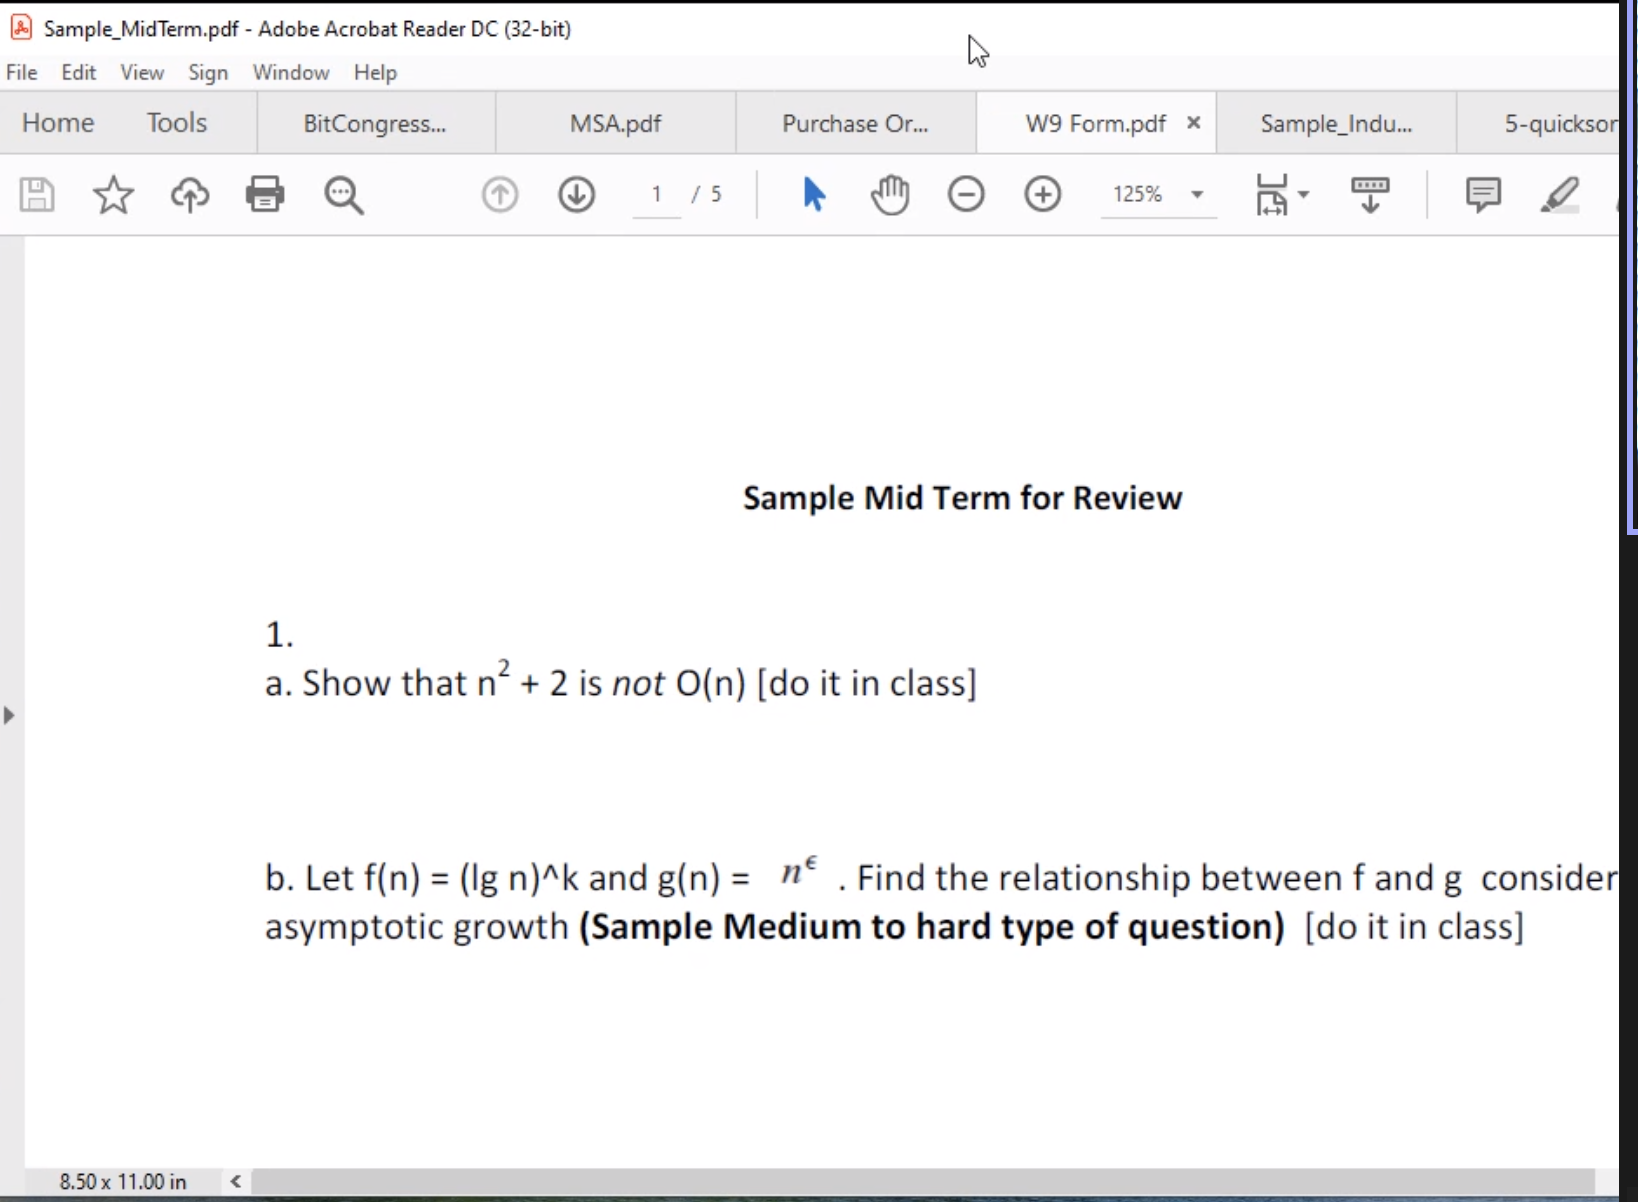 Sample_MidTerm.pdf - Adobe Acrobat Reader DC (32-bit)
File Edit View Sign Window Help
Home Tools BitCongress... MSA.pdf Purchase Or... W9 Form.pdf × Sample_Indu... 5-quicksor
1 / 5 125%
Sample Mid Term for Review
1.
a. Show that n² + 2 is not O(n) [do it in class]
b. Let f(n) = (lg n)^k and g(n) = n^ϵ . Find the relationship between f and g consider
asymptotic growth (Sample Medium to hard type of question) [do it in class]
8.50 x 11.00 in